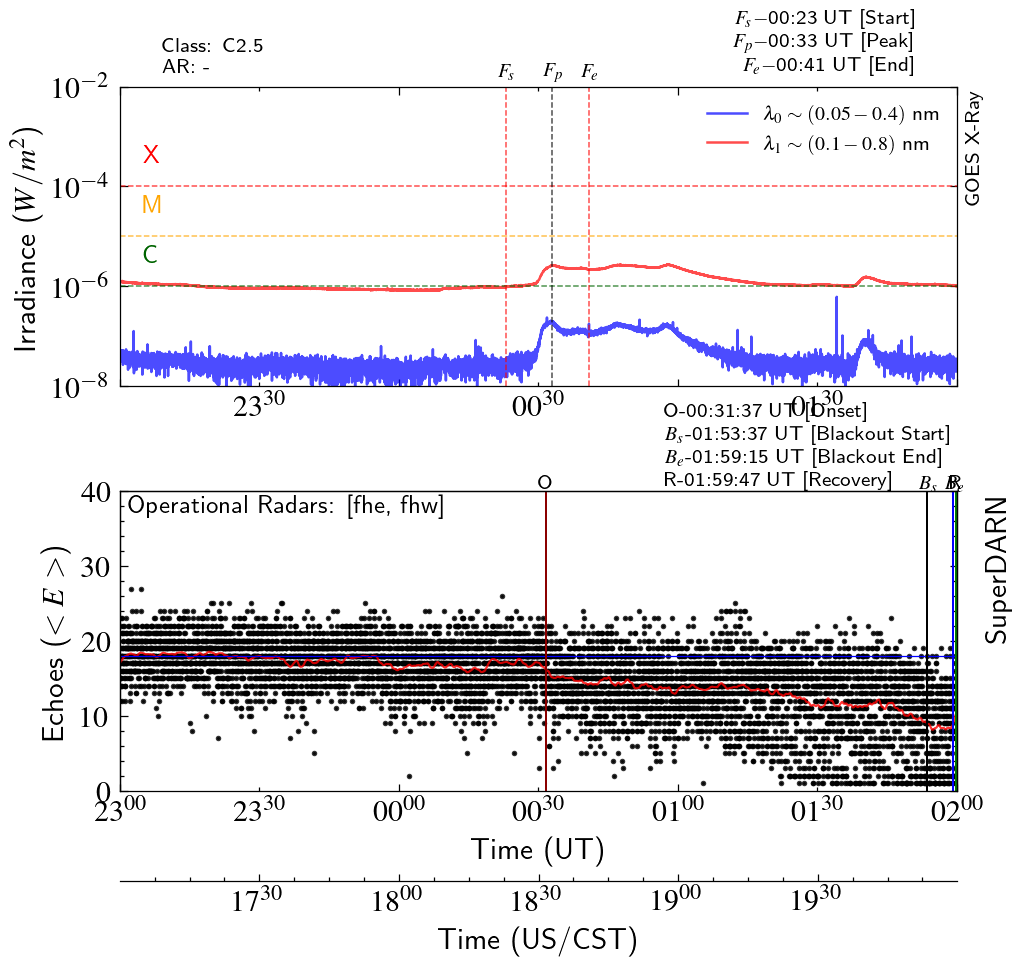 Class: C2.5
AR: -
F_s−00:23 UT [Start]
F_p−00:33 UT [Peak]
F_e−00:41 UT [End]
F_s F_p F_e
10^−2
10^−4
10^−6
10^−8
Irradiance (W/m^2)
X
M
C
λ_0 ∼ (0.05 − 0.4) nm
λ_1 ∼ (0.1 − 0.8) nm
GOES X-Ray
23^30 00^30 01^30
O-00:31:37 UT [Onset]
B_s-01:53:37 UT [Blackout Start]
B_e-01:59:15 UT [Blackout End]
R-01:59:47 UT [Recovery]
O B_s B_e R
Operational Radars: [fhe, fhw]
40
30
20
10
0
Echoes (< E >)
SuperDARN
23^00 23^30 00^00 00^30 01^00 01^30 02^00
Time (UT)
17^30 18^00 18^30 19^00 19^30
Time (US/CST)